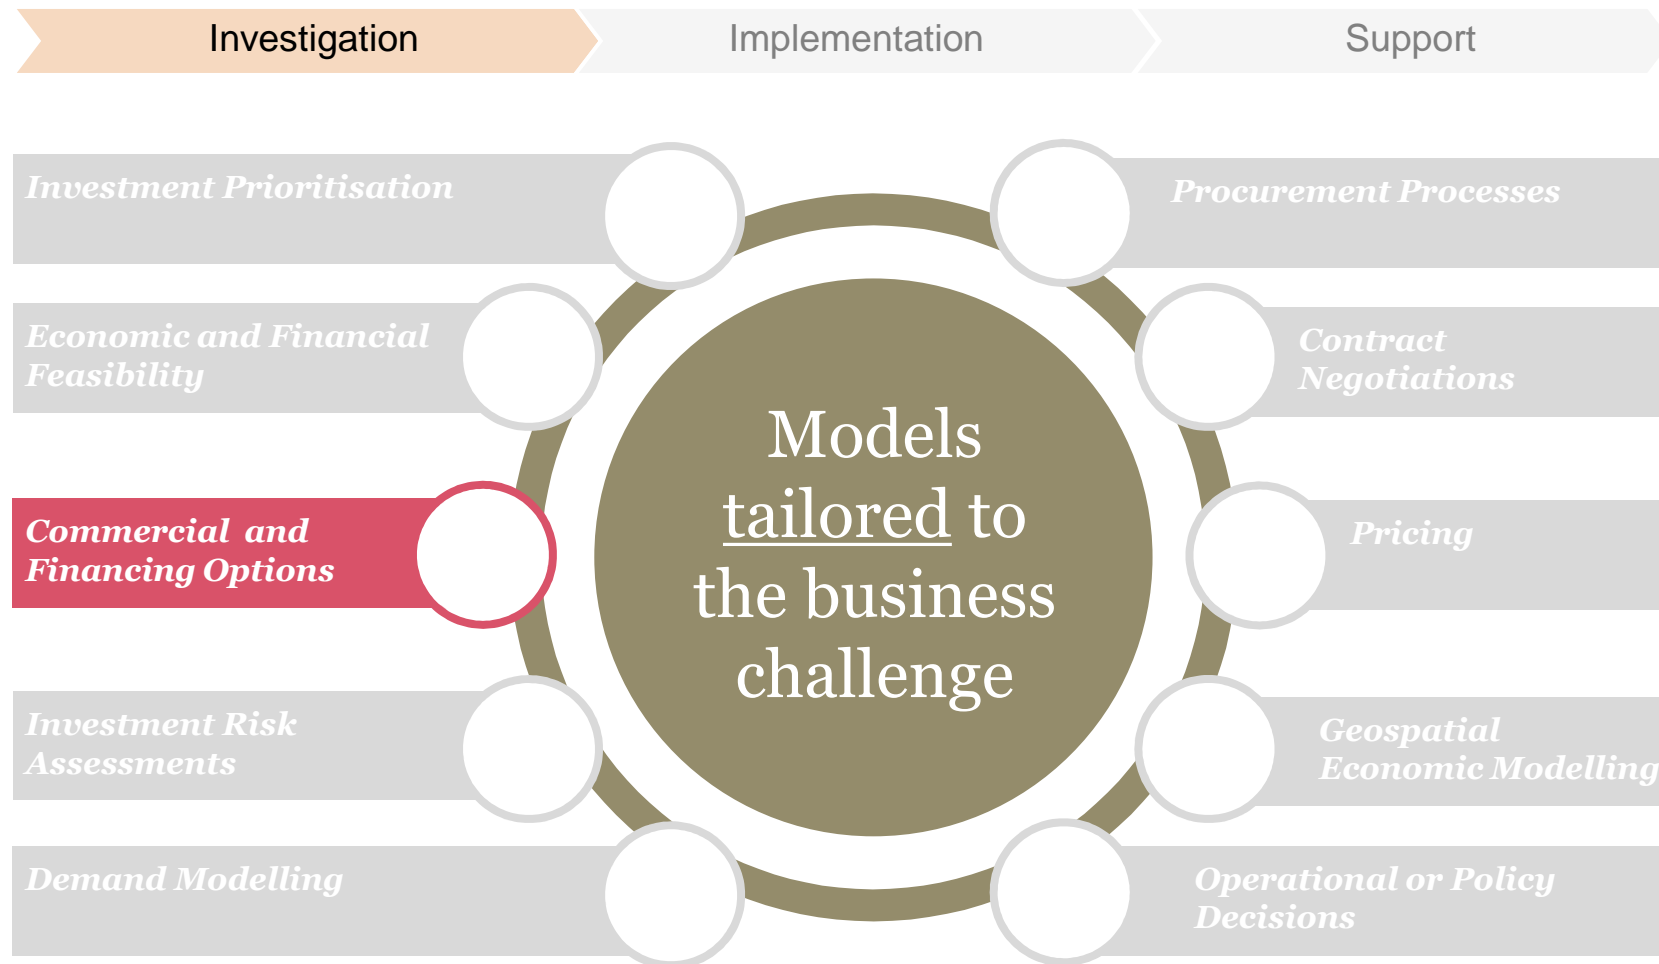 Investigation
Implementation
Support
Investment Prioritisation
Economic and Financial
Feasibility
Commercial  and
Financing Options
Investment Risk
Assessments
Demand Modelling
Models
tailored to
the business
challenge
Procurement Processes
Contract
Negotiations
Pricing
Geospatial
Economic Modelling
Operational or Policy
Decisions